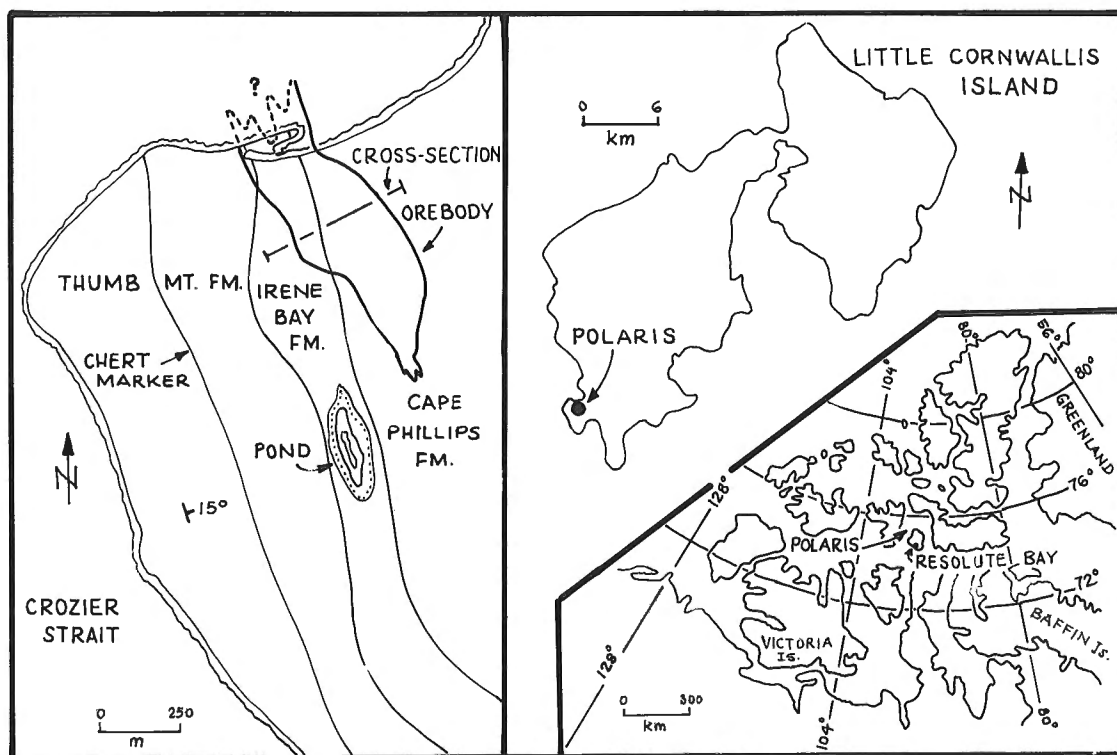 ?
CROSS-SECTION
OREBODY
THUMB MT. FM.
IRENE
BAY
FM.
CHERT
MARKER
CAPE
PHILLIPS
FM.
POND
N
15°
CROZIER
STRAIT
0 250
m
LITTLE CORNWALLIS
ISLAND
0 6
km
N
POLARIS
80°
56°
104°
80°
GREENLAND
128°
76°
POLARIS
RESOLUTE BAY
72°
BAFFIN Is.
VICTORIA
IS.
128°
0 300
km
104°
80°